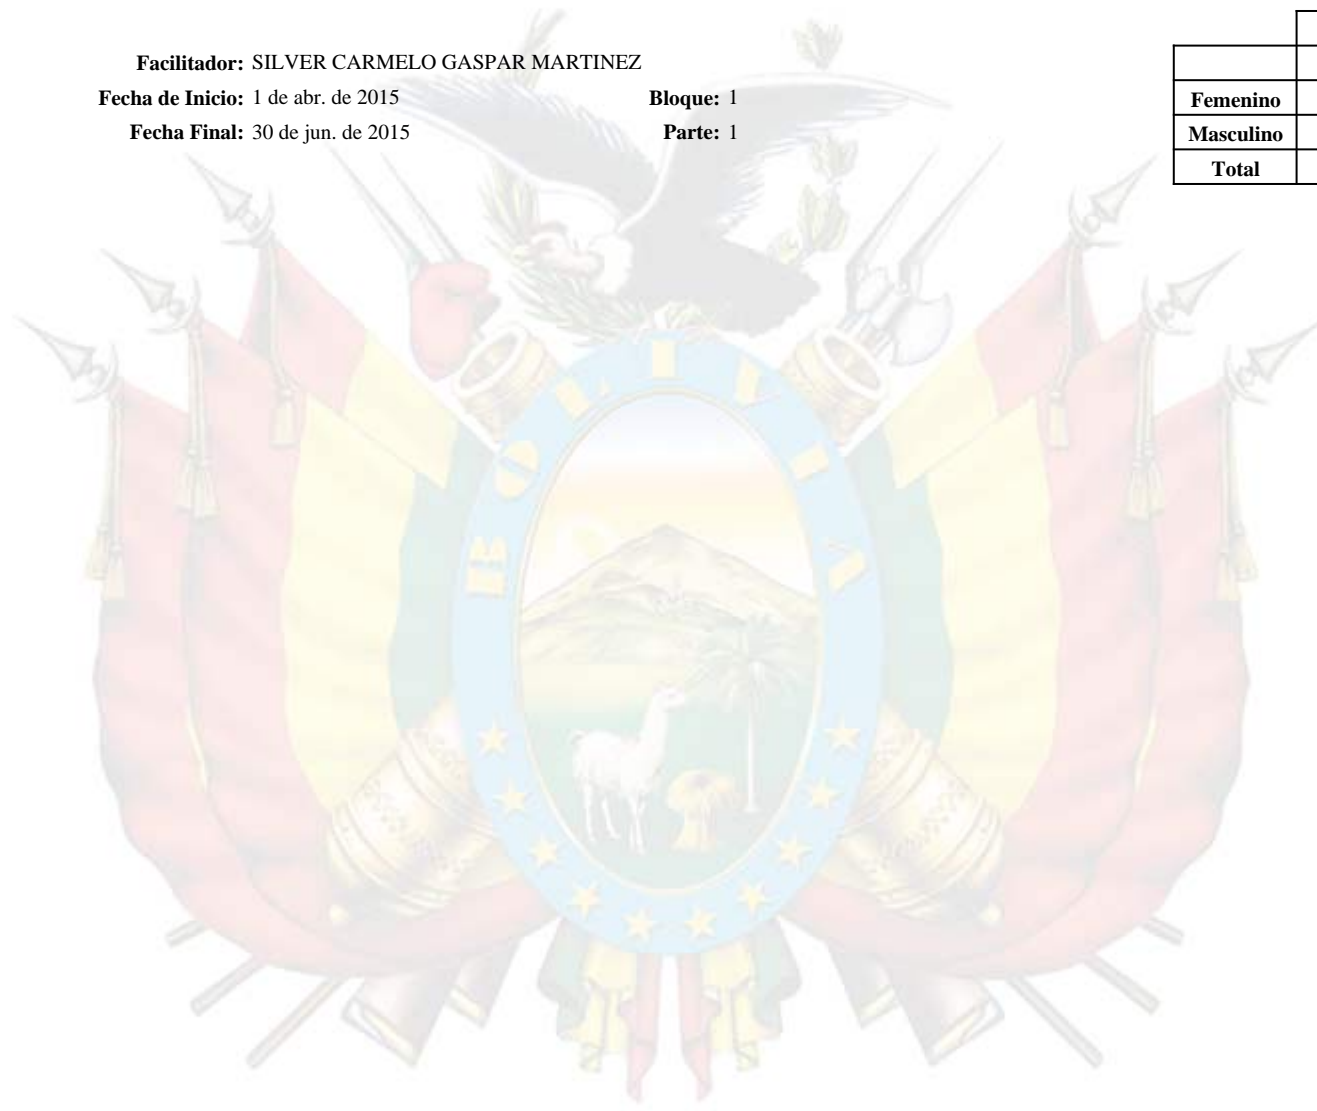 Facilitador: SILVER CARMELO GASPAR MARTINEZ
Fecha de Inicio: 1 de abr. de 2015 Bloque: 1
Fecha Final: 30 de jun. de 2015 Parte: 1
Femenino
Masculino
Total
BOLIVIA